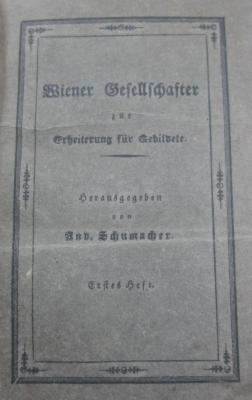 Wiener Gesellschafter
zur
Erheiterung für Gebildete.
Herausgegeben
von
And. Schumacher.
Erstes Heft.